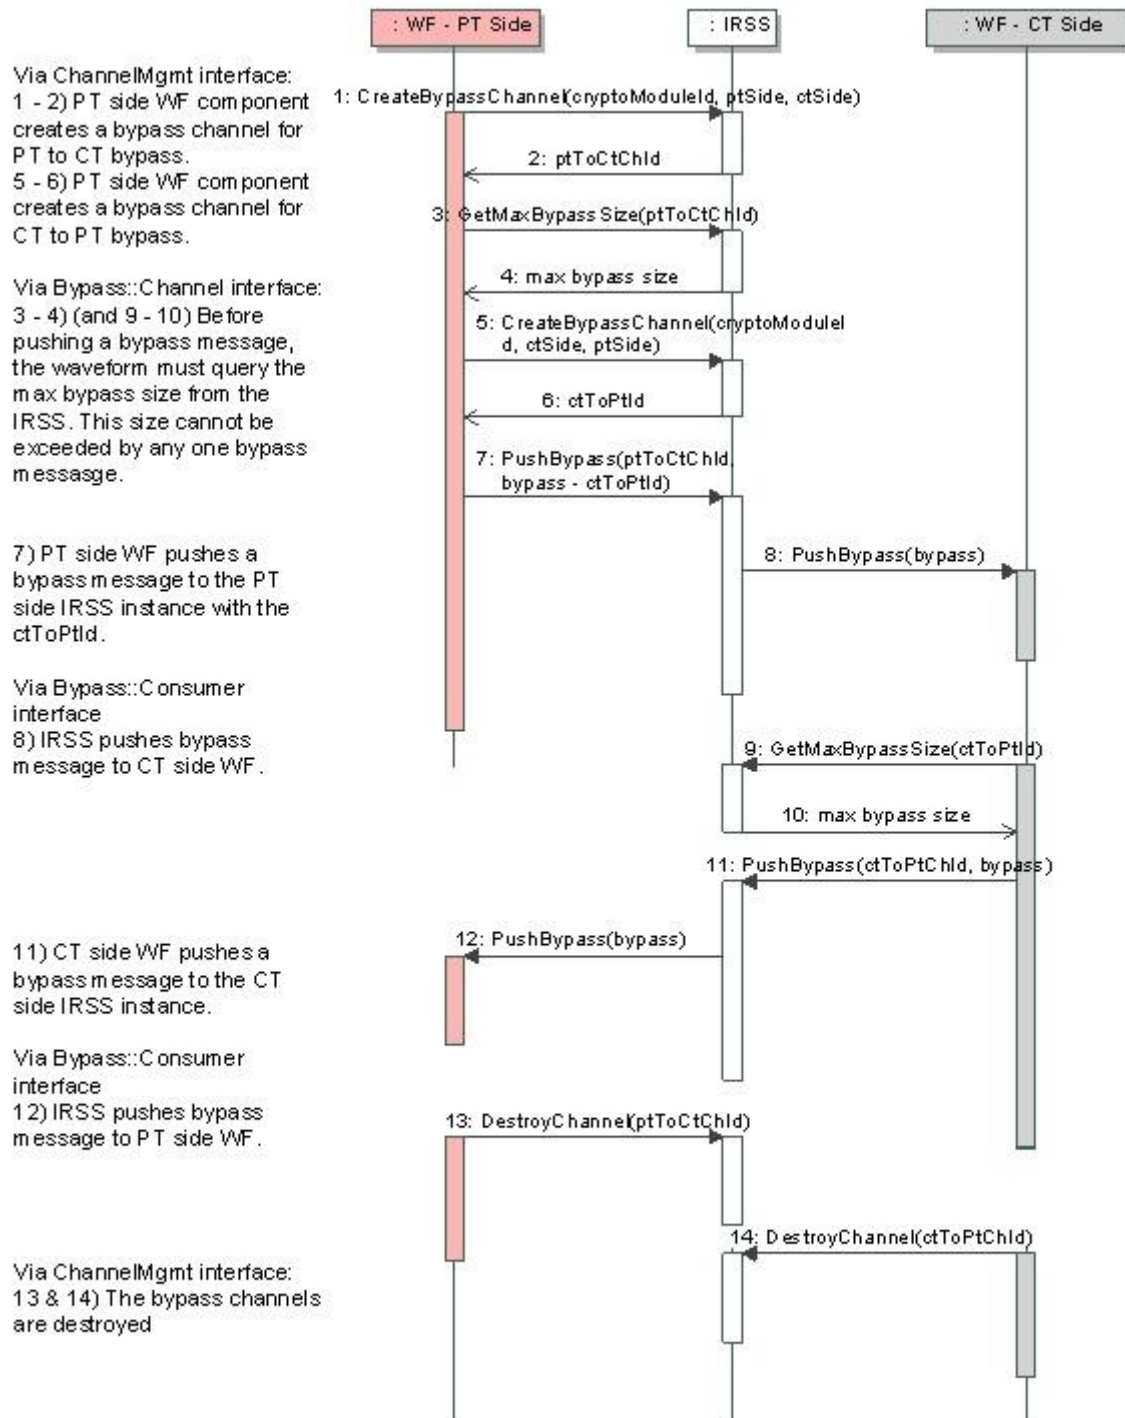 : WF - PT Side
: IRSS
: WF - CT Side
Via ChannelMgmt interface:
1 - 2) PT side WF component
creates a bypass channel for
PT to CT bypass.
5 - 6) PT side WF component
creates a bypass channel for
CT to PT bypass.
Via Bypass::Channel interface:
3 - 4) (and 9 - 10) Before
pushing a bypass message,
the waveform must query the
max bypass size from the
IRSS. This size cannot be
exceeded by any one bypass
messasge.
7) PT side WF pushes a
bypass message to the PT
side IRSS instance with the
ctToPtId.
Via Bypass::Consumer
interface
8) IRSS pushes bypass
message to CT side WF.
11) CT side WF pushes a
bypass message to the CT
side IRSS instance.
Via Bypass::Consumer
interface
12) IRSS pushes bypass
message to PT side WF.
Via ChannelMgmt interface:
13 & 14) The bypass channels
are destroyed
1: CreateBypassChannel(cryptoModuleId, ptSide, ctSide)
2: ptToCtChId
3: GetMaxBypassSize(ptToCtChId)
4: max bypass size
5: CreateBypassChannel(cryptoModuleI
d, ctSide, ptSide)
6: ctToPtId
7: PushBypass(ptToCtChId,
bypass - ctToPtId)
8: PushBypass(bypass)
9: GetMaxBypassSize(ctToPtId)
10: max bypass size
11: PushBypass(ctToPtChId, bypass)
12: PushBypass(bypass)
13: DestroyChannel(ptToCtChId)
14: DestroyChannel(ctToPtChId)